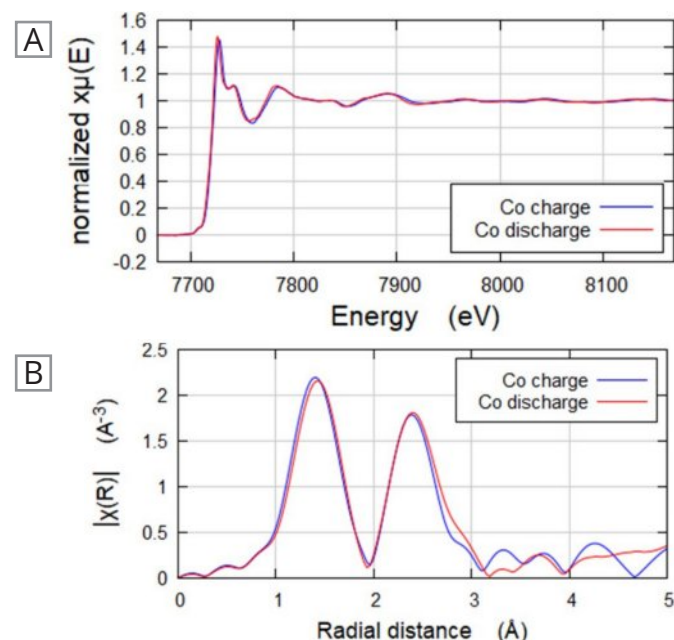 A
normalized xμ(E)
1.6
1.4
1.2
1
0.8
0.6
0.4
0.2
0
-0.2
Co charge
Co discharge
7700 7800 7900 8000 8100
Energy (eV)
B
|χ(R)| (A⁻³)
2.5
2
1.5
1
0.5
0
Co charge
Co discharge
0 1 2 3 4 5
Radial distance (Å)